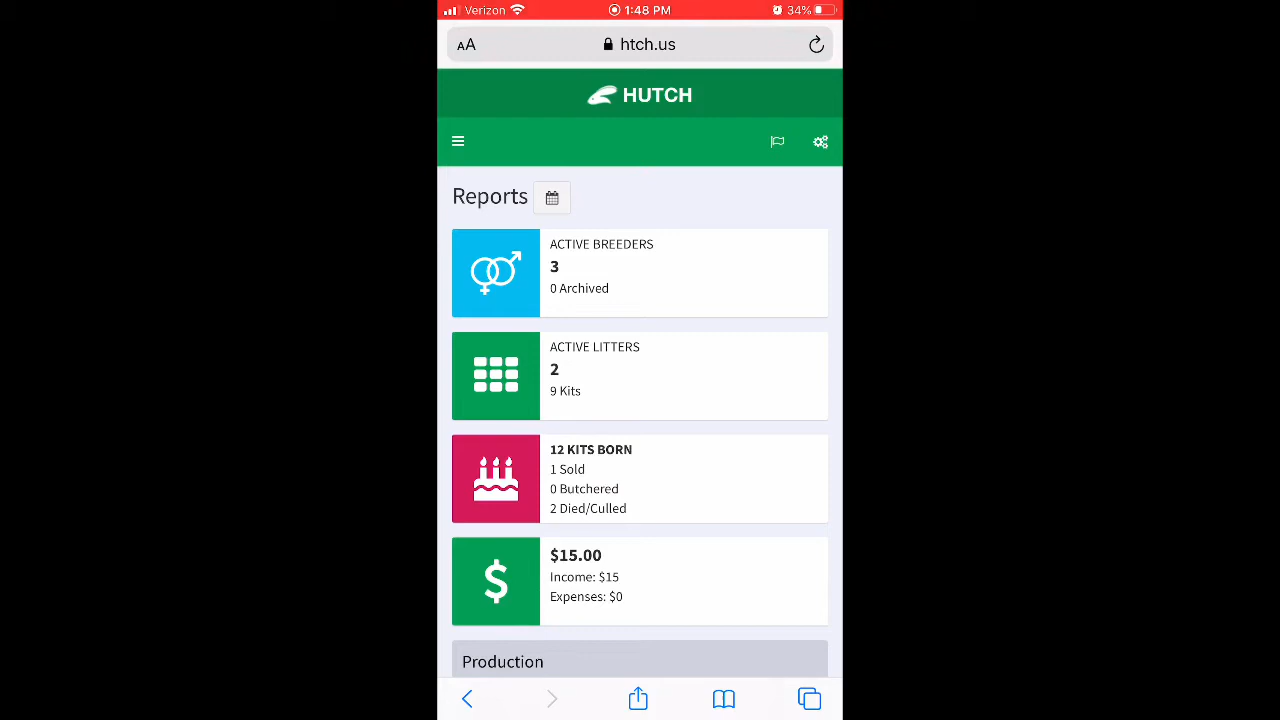 Verizon 1:48 PM 34%
AA htch.us
HUTCH
Reports
ACTIVE BREEDERS
3
0 Archived
ACTIVE LITTERS
2
9 Kits
12 KITS BORN
1 Sold
0 Butchered
2 Died/Culled
$
$15.00
Income: $15
Expenses: $0
Production